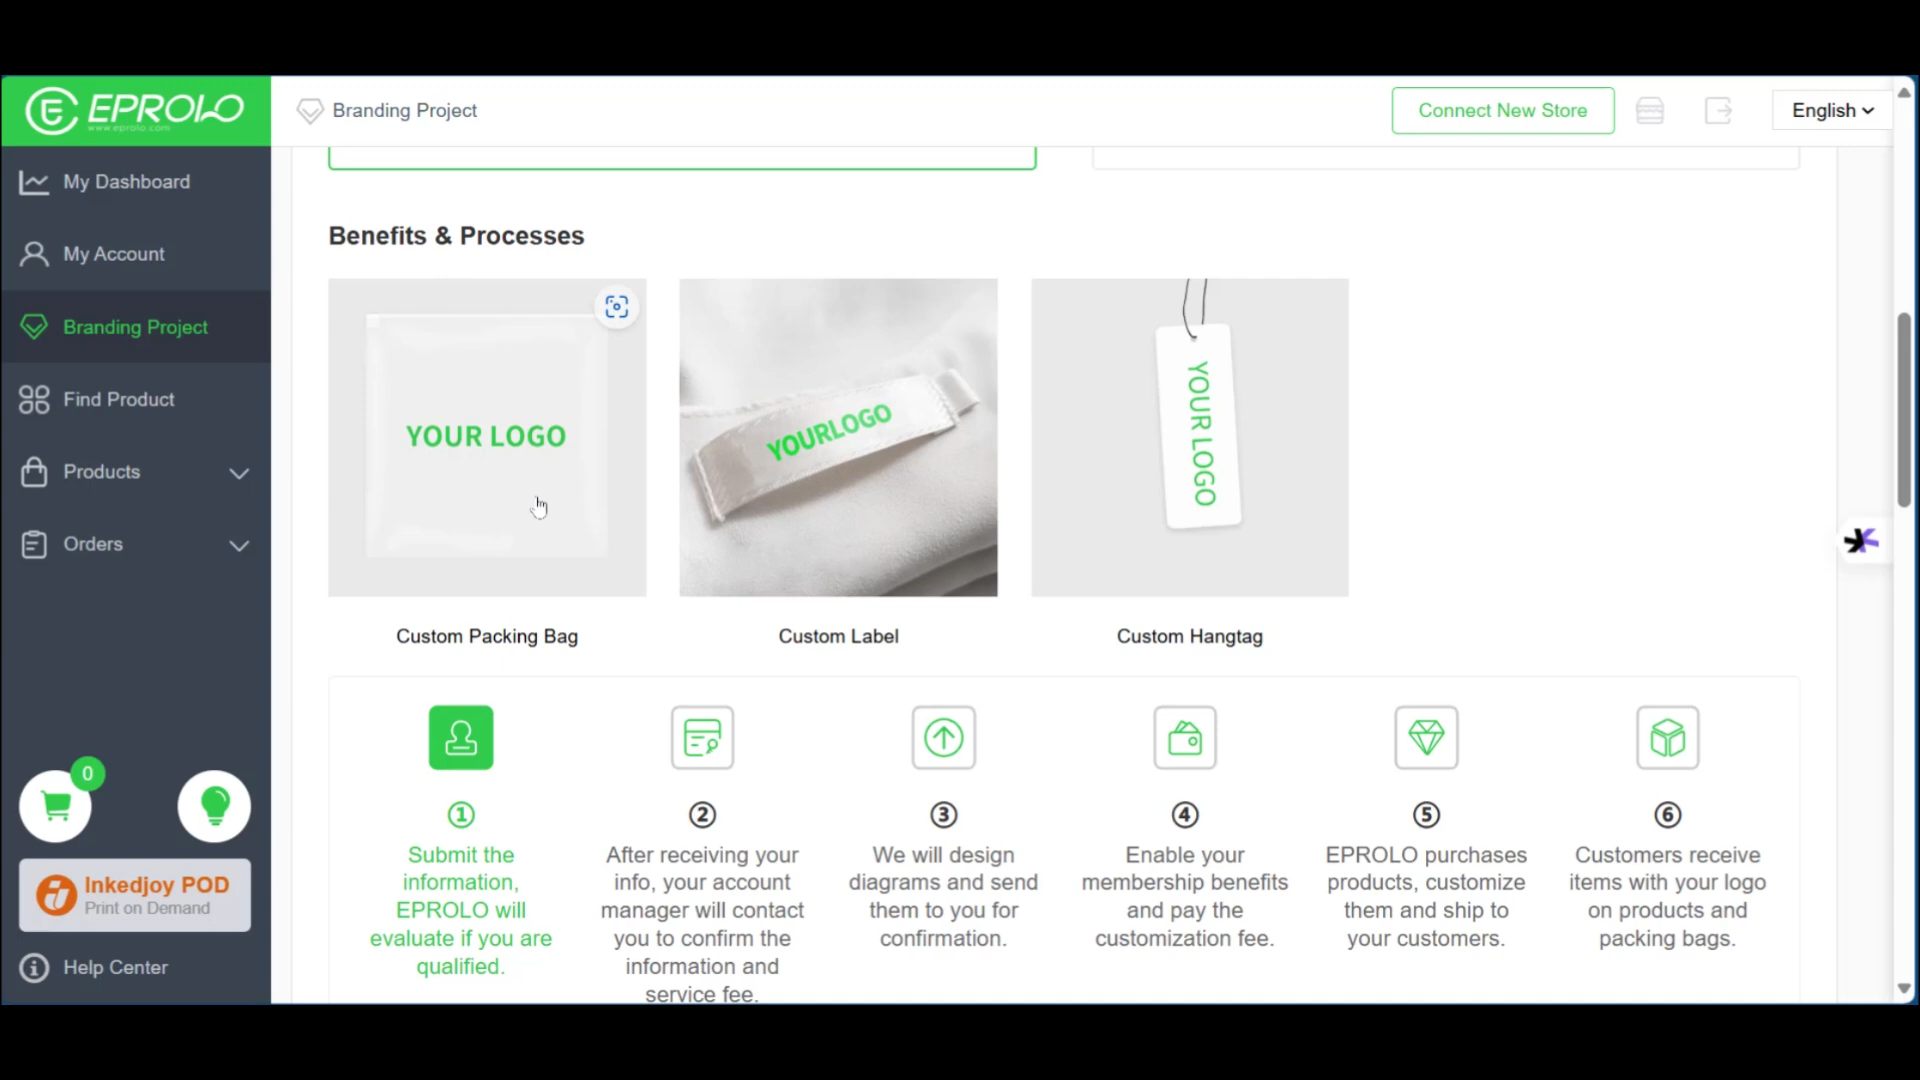 EPROLO
www.eprolo.com
Branding Project
Connect New Store
English
My Dashboard
My Account
Branding Project
Find Product
Products
Orders
0
Inkedjoy POD
Print on Demand
Help Center
Benefits & Processes
YOUR LOGO
YOURLOGO
YOUR LOGO
Custom Packing Bag
Custom Label
Custom Hangtag
①
Submit the
information,
EPROLO will
evaluate if you are
qualified.
②
After receiving your
info, your account
manager will contact
you to confirm the
information and
service fee.
③
We will design
diagrams and send
them to you for
confirmation.
④
Enable your
membership benefits
and pay the
customization fee.
⑤
EPROLO purchases
products, customize
them and ship to
your customers.
⑥
Customers receive
items with your logo
on products and
packing bags.